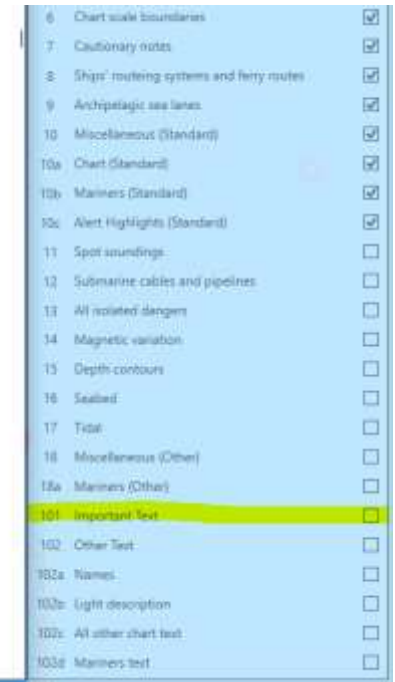 6 Chart scale boundaries
7 Cautionary notes
8 Ships' routeing systems and ferry routes
9 Archipelagic sea lanes
10 Miscellaneous (Standard)
10a Chart (Standard)
10b Mariners (Standard)
10c Alert Highlights (Standard)
11 Spot soundings
12 Submarine cables and pipelines
13 All isolated dangers
14 Magnetic variation
15 Depth contours
16 Seabed
17 Tidal
18 Miscellaneous (Other)
18a Mariners (Other)
101 Important Text
102 Other Text
102a Names
102b Light description
102c All other chart text
102d Mariners text